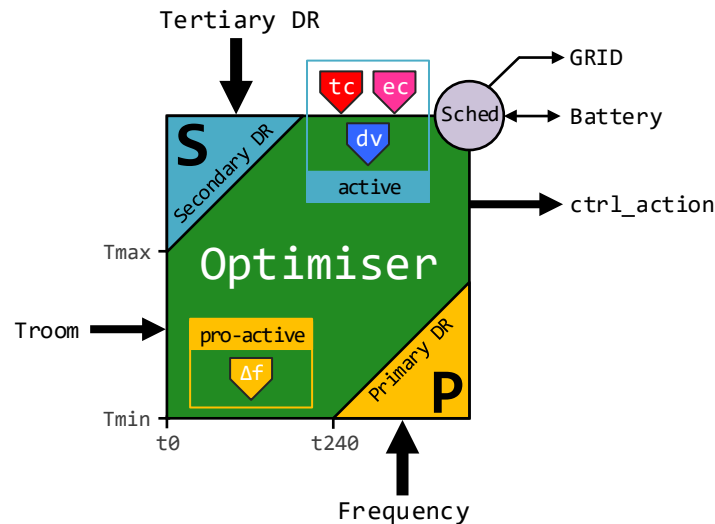 Tertiary DR
GRID
tc ec
Sched
Battery
S
dv
Secondary DR
active
ctrl_action
Tmax
Optimiser
Troom
pro-active
Primary DR
Δf
P
Tmin
t0
t240
Frequency